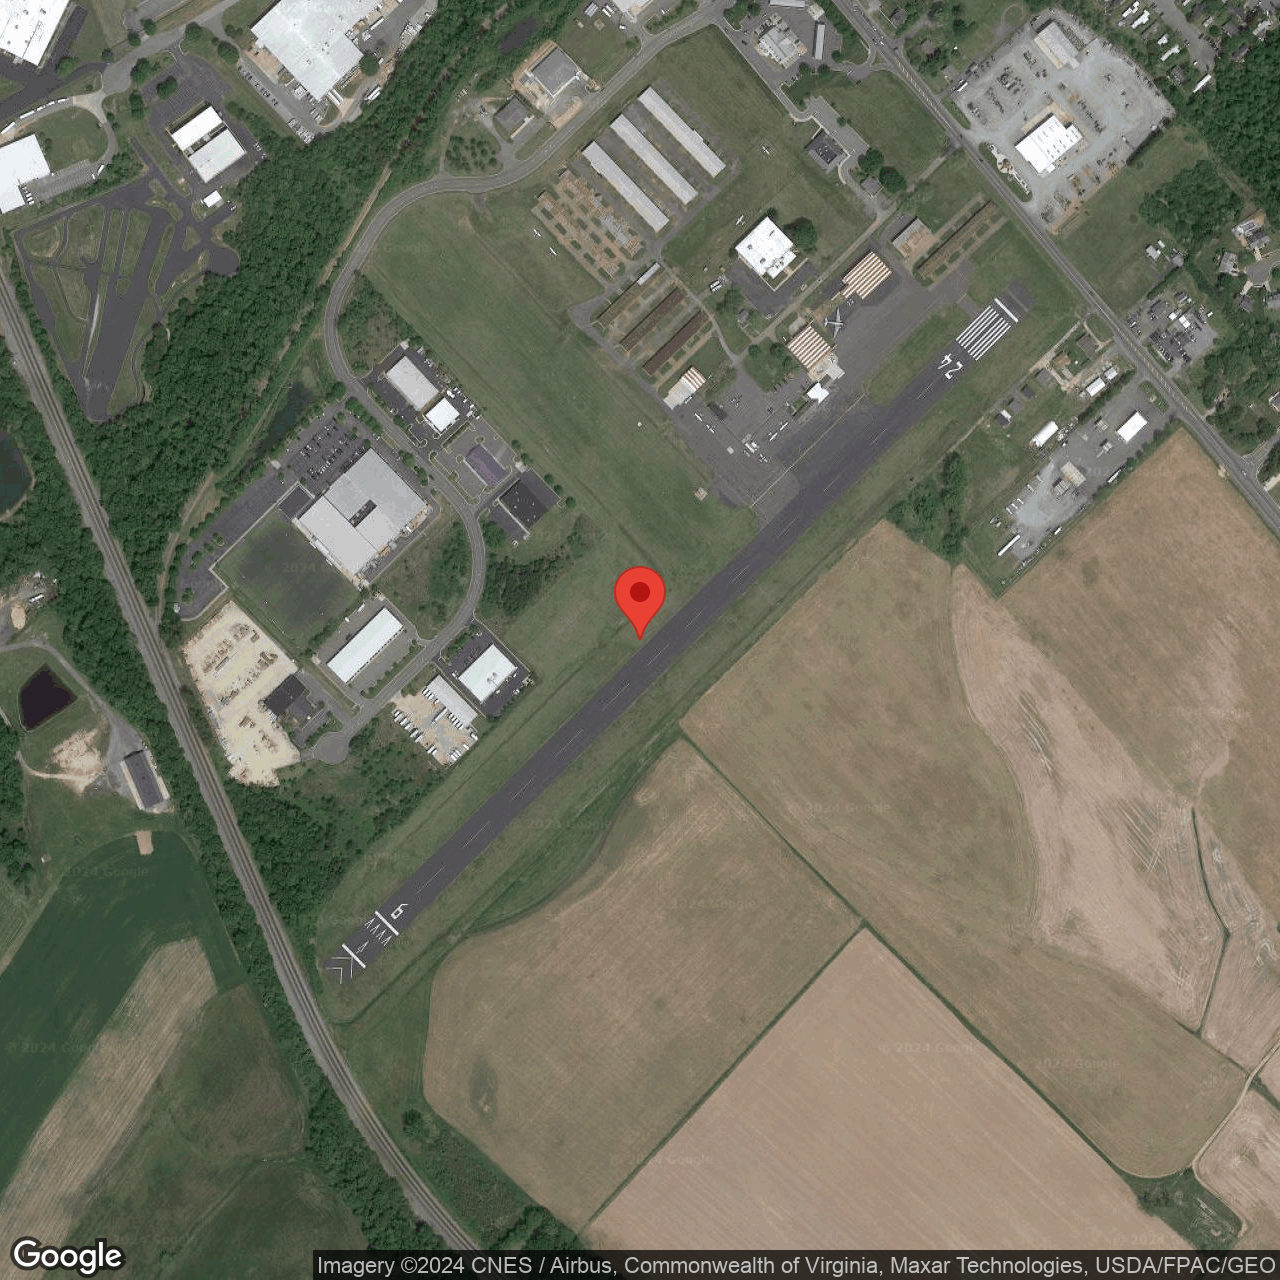 24
6
Google
Imagery ©2024 CNES / Airbus, Commonwealth of Virginia, Maxar Technologies, USDA/FPAC/GEO